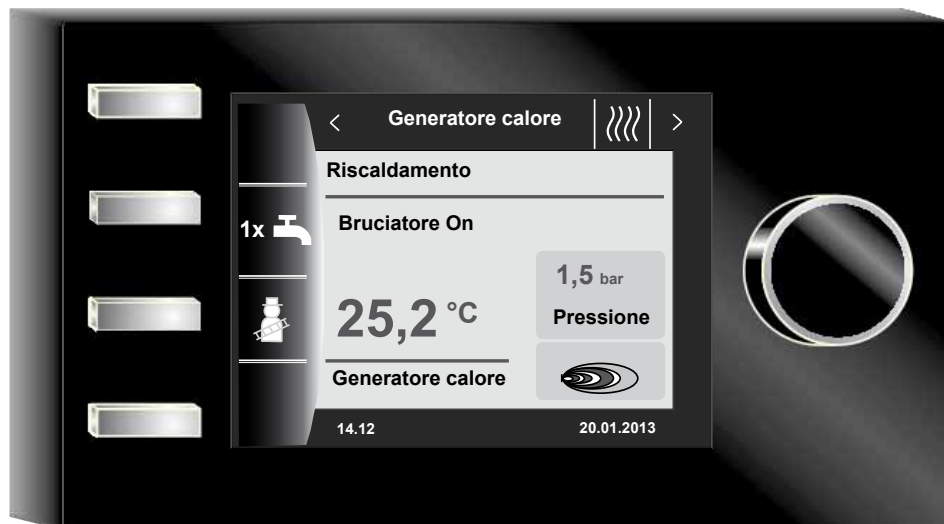 Generatore calore
Riscaldamento
1x
Bruciatore On
1,5 bar
25,2 °C
Pressione
Generatore calore
14.12
20.01.2013